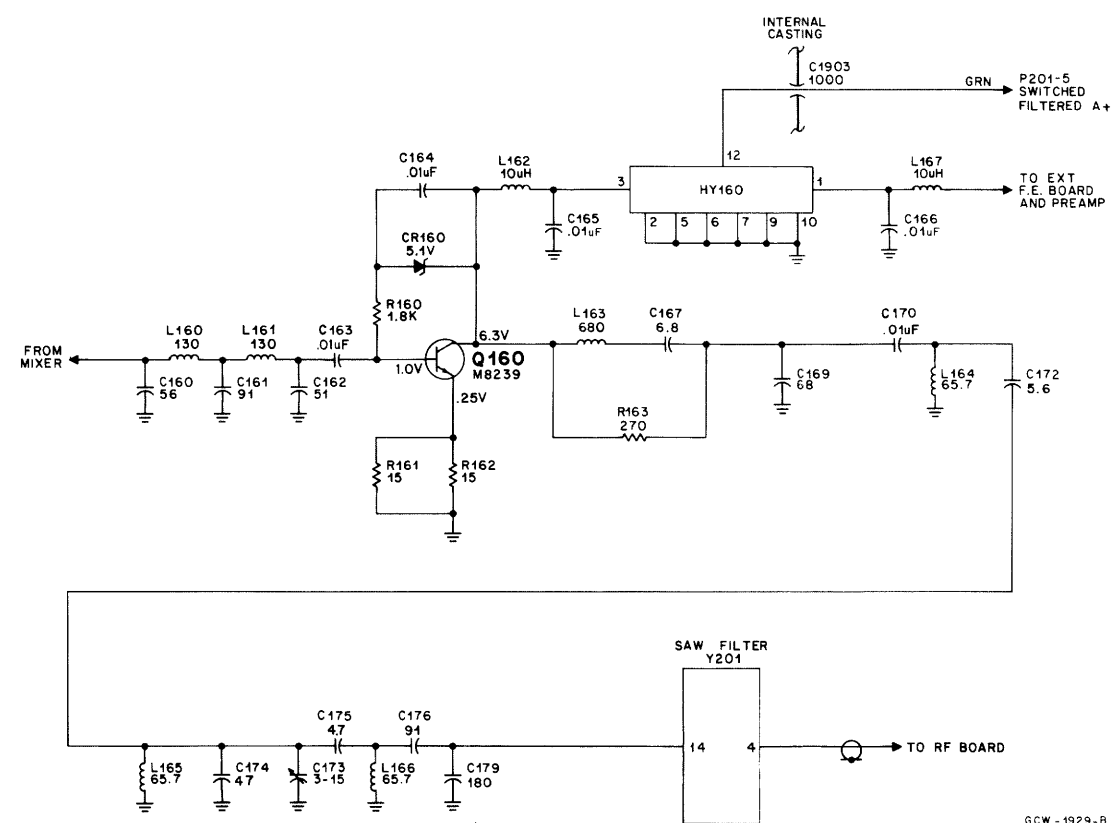 INTERNAL
CASTING
C1903
1000
GRN
P201-5
SWITCHED
FILTERED A+
12
C164
.01uF
L162
10uH
3
HY160
1
L167
10uH
TO EXT
F.E. BOARD
AND PREAMP
2
5
6
7
9
10
C165
.01uF
C166
.01uF
CR160
5.1V
R160
1.8K
L160
130
L161
130
C163
.01uF
6.3V
L163
680
C167
6.8
C170
.01uF
FROM
MIXER
1.0V
Q160
M8239
C160
56
C161
91
C162
51
.25V
C169
68
L164
65.7
C172
5.6
R163
270
R161
15
R162
15
SAW FILTER
Y201
C175
4.7
C176
91
14
4
TO RF BOARD
L165
65.7
C174
47
C173
3-15
L166
65.7
C179
180
GCW-1929-B